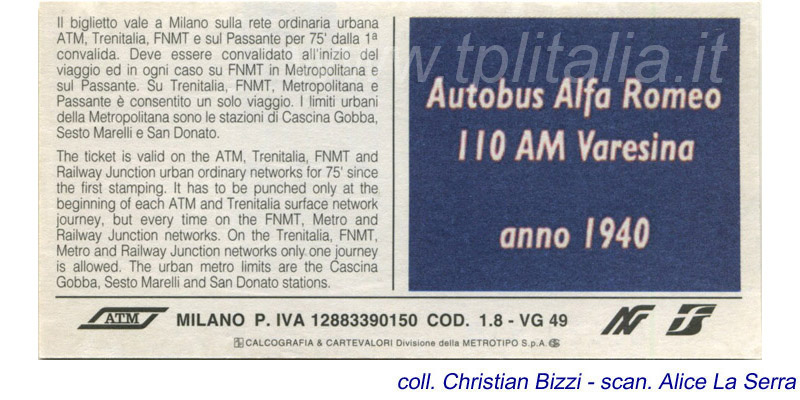 Il biglietto vale a Milano sulla rete ordinaria urbana
ATM, Trenitalia, FNMT e sul Passante per 75' dalla 1ª
convalida. Deve essere convalidato all'inizio del
viaggio ed in ogni caso su FNMT in Metropolitana e
sul Passante. Su Trenitalia, FNMT, Metropolitana e
Passante è consentito un solo viaggio. I limiti urbani
della Metropolitana sono le stazioni di Cascina Gobba,
Sesto Marelli e San Donato.
The ticket is valid on the ATM, Trenitalia, FNMT and
Railway Junction urban ordinary networks for 75' since
the first stamping. It has to be punched only at the
beginning of each ATM and Trenitalia surface network
journey, but every time on the FNMT, Metro and
Railway Junction networks. On the Trenitalia, FNMT,
Metro and Railway Junction networks only one journey
is allowed. The urban metro limits are the Cascina
Gobba, Sesto Marelli and San Donato stations.
www.tplitalia.it
Autobus Alfa Romeo
110 AM Varesina
anno 1940
ATM MILANO P. IVA 12883390150 COD. 1.8 - VG 49
CALCOGRAFIA & CARTEVALORI Divisione della METROTIPO S.p.A.
coll. Christian Bizzi - scan. Alice La Serra